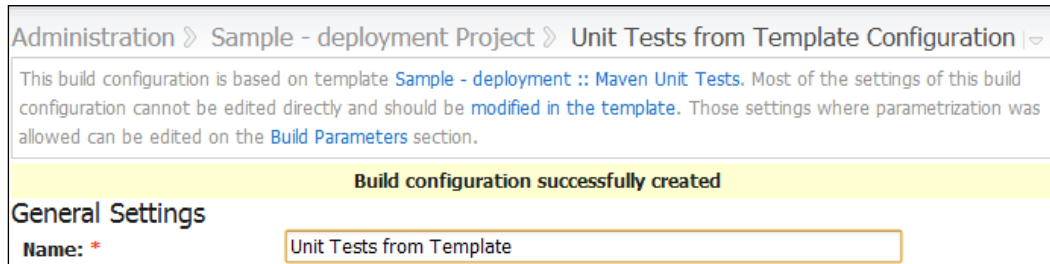 Administration » Sample - deployment Project » Unit Tests from Template Configuration
This build configuration is based on template Sample - deployment :: Maven Unit Tests. Most of the settings of this build
configuration cannot be edited directly and should be modified in the template. Those settings where parametrization was
allowed can be edited on the Build Parameters section.
Build configuration successfully created
General Settings
Name: * Unit Tests from Template